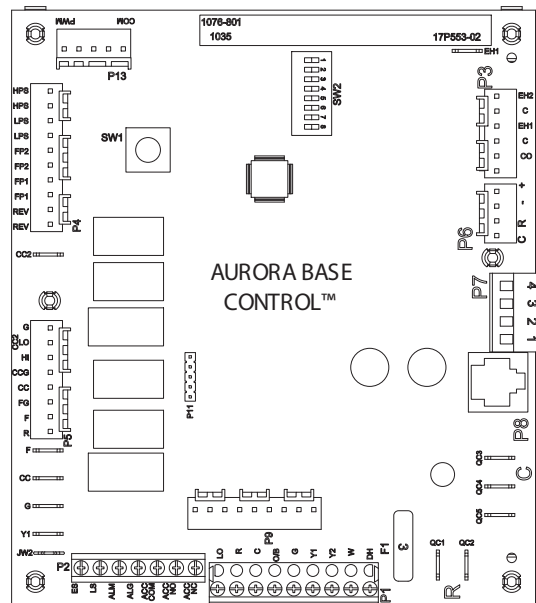 PWM
COM
P13
1076-801
1035
17P553-02
EH1
HPS
HPS
LPS
LPS
FP2
FP2
FP1
FP1
REV
REV
P4
SW1
1
2
3
4
5
6
7
8
SW2
P3
EH2
C
EH1
C
CO
+
-
R
C
P6
CC2
AURORA BASE
CONTROL™
P7
4
3
2
1
G
CC2
LO
HI
CCG
CC
FG
F
R
P5
P11
P8
F
CC
G
Y1
JW2
QC3
QC4
QC5
C
QC1
QC2
R
P9
F1
3
P2
ES
LS
ALM
ALG
ACC COM
ACC NO
ACC NC
LO
R
C
O/B
G
Y1
Y2
W
DH
P1